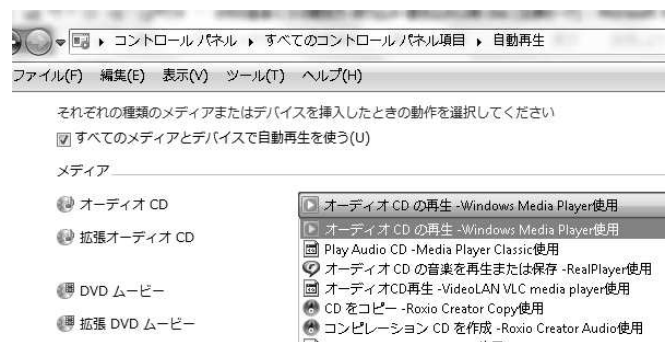 コントロール パネル ▸ すべてのコントロール パネル項目 ▸ 自動再生
ファイル(F) 編集(E) 表示(V) ツール(T) ヘルプ(H)
それぞれの種類のメディアまたはデバイスを挿入したときの動作を選択してください
すべてのメディアとデバイスで自動再生を使う(U)
メディア
オーディオ CD
オーディオ CD の再生 -Windows Media Player使用
拡張オーディオ CD
オーディオ CD の再生 -Windows Media Player使用
Play Audio CD -Media Player Classic使用
オーディオ CD の音楽を再生または保存 -RealPlayer使用
DVD ムービー
オーディオCD再生 -VideoLAN VLC media player使用
CD をコピー -Roxio Creator Copy使用
拡張 DVD ムービー
コンピレーション CD を作成 -Roxio Creator Audio使用